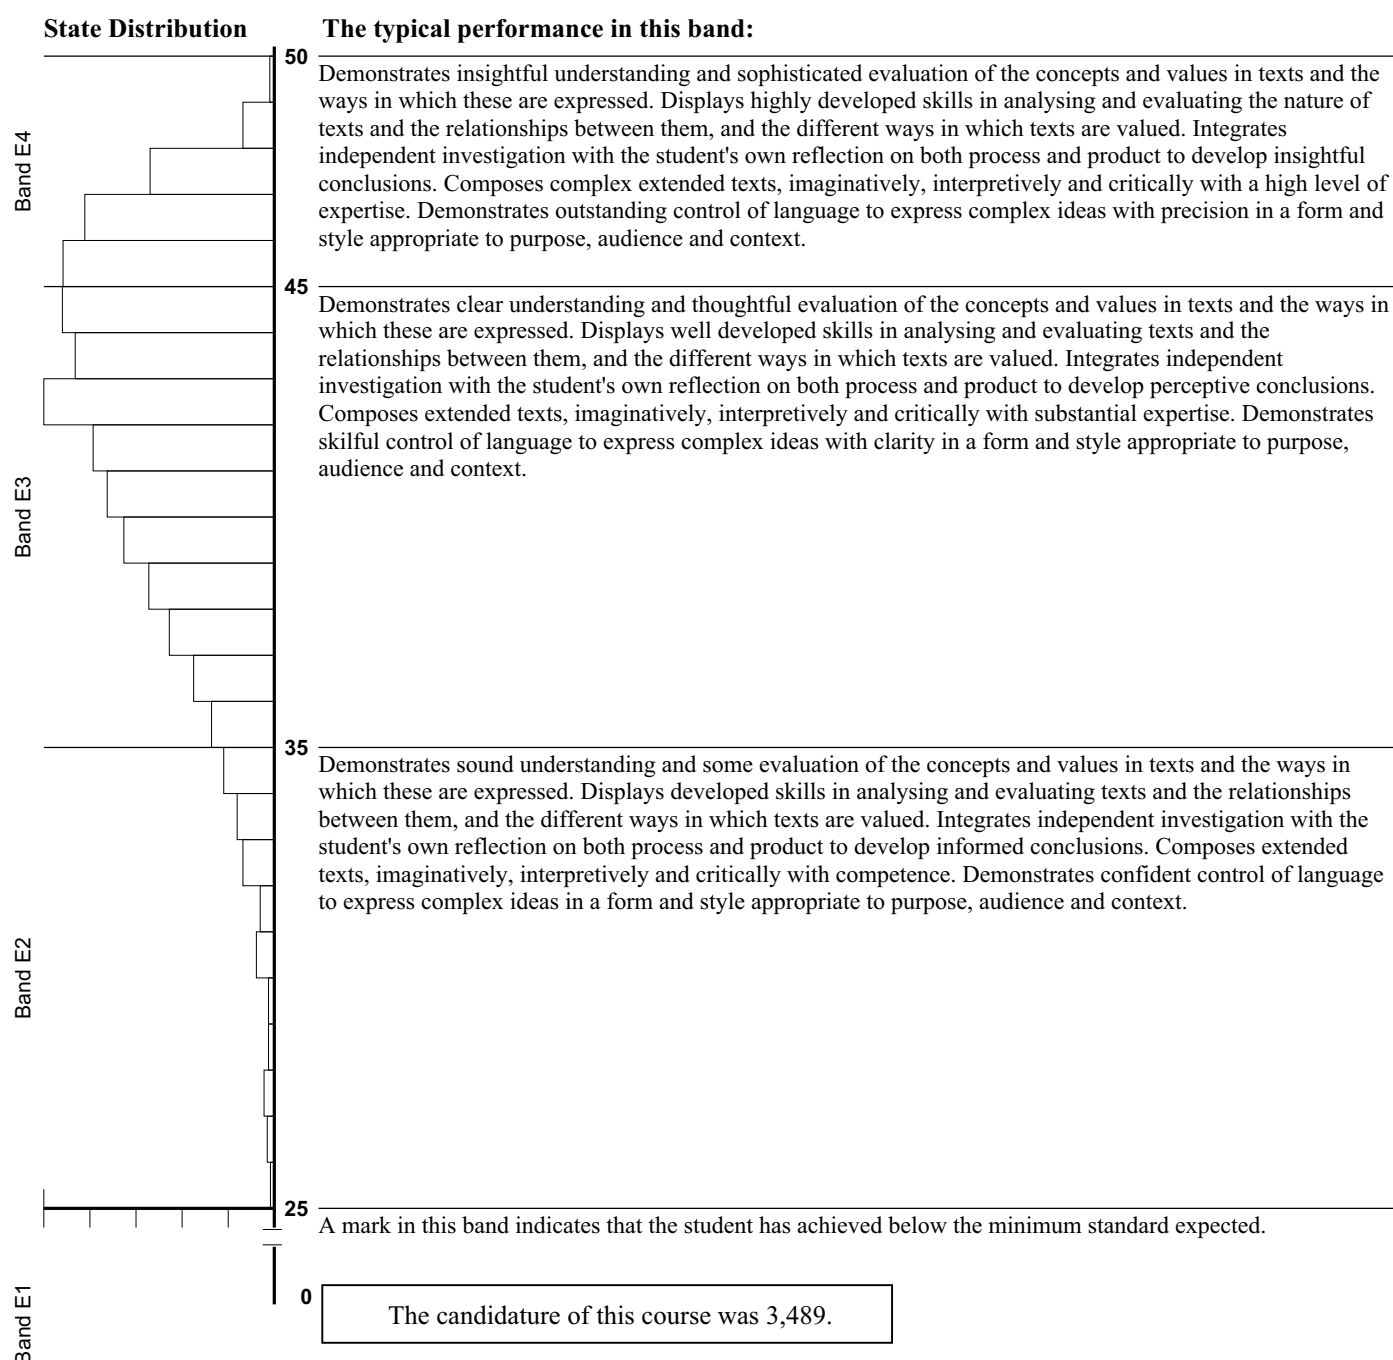 State Distribution
The typical performance in this band:
50
Demonstrates insightful understanding and sophisticated evaluation of the concepts and values in texts and the
ways in which these are expressed. Displays highly developed skills in analysing and evaluating the nature of
texts and the relationships between them, and the different ways in which texts are valued. Integrates
independent investigation with the student's own reflection on both process and product to develop insightful
conclusions. Composes complex extended texts, imaginatively, interpretively and critically with a high level of
expertise. Demonstrates outstanding control of language to express complex ideas with precision in a form and
style appropriate to purpose, audience and context.
Band E4
45
Demonstrates clear understanding and thoughtful evaluation of the concepts and values in texts and the ways in
which these are expressed. Displays well developed skills in analysing and evaluating texts and the
relationships between them, and the different ways in which texts are valued. Integrates independent
investigation with the student's own reflection on both process and product to develop perceptive conclusions.
Composes extended texts, imaginatively, interpretively and critically with substantial expertise. Demonstrates
skilful control of language to express complex ideas with clarity in a form and style appropriate to purpose,
audience and context.
Band E3
35
Demonstrates sound understanding and some evaluation of the concepts and values in texts and the ways in
which these are expressed. Displays developed skills in analysing and evaluating texts and the relationships
between them, and the different ways in which texts are valued. Integrates independent investigation with the
student's own reflection on both process and product to develop informed conclusions. Composes extended
texts, imaginatively, interpretively and critically with competence. Demonstrates confident control of language
to express complex ideas in a form and style appropriate to purpose, audience and context.
Band E2
25
A mark in this band indicates that the student has achieved below the minimum standard expected.
0
The candidature of this course was 3,489.
Band E1